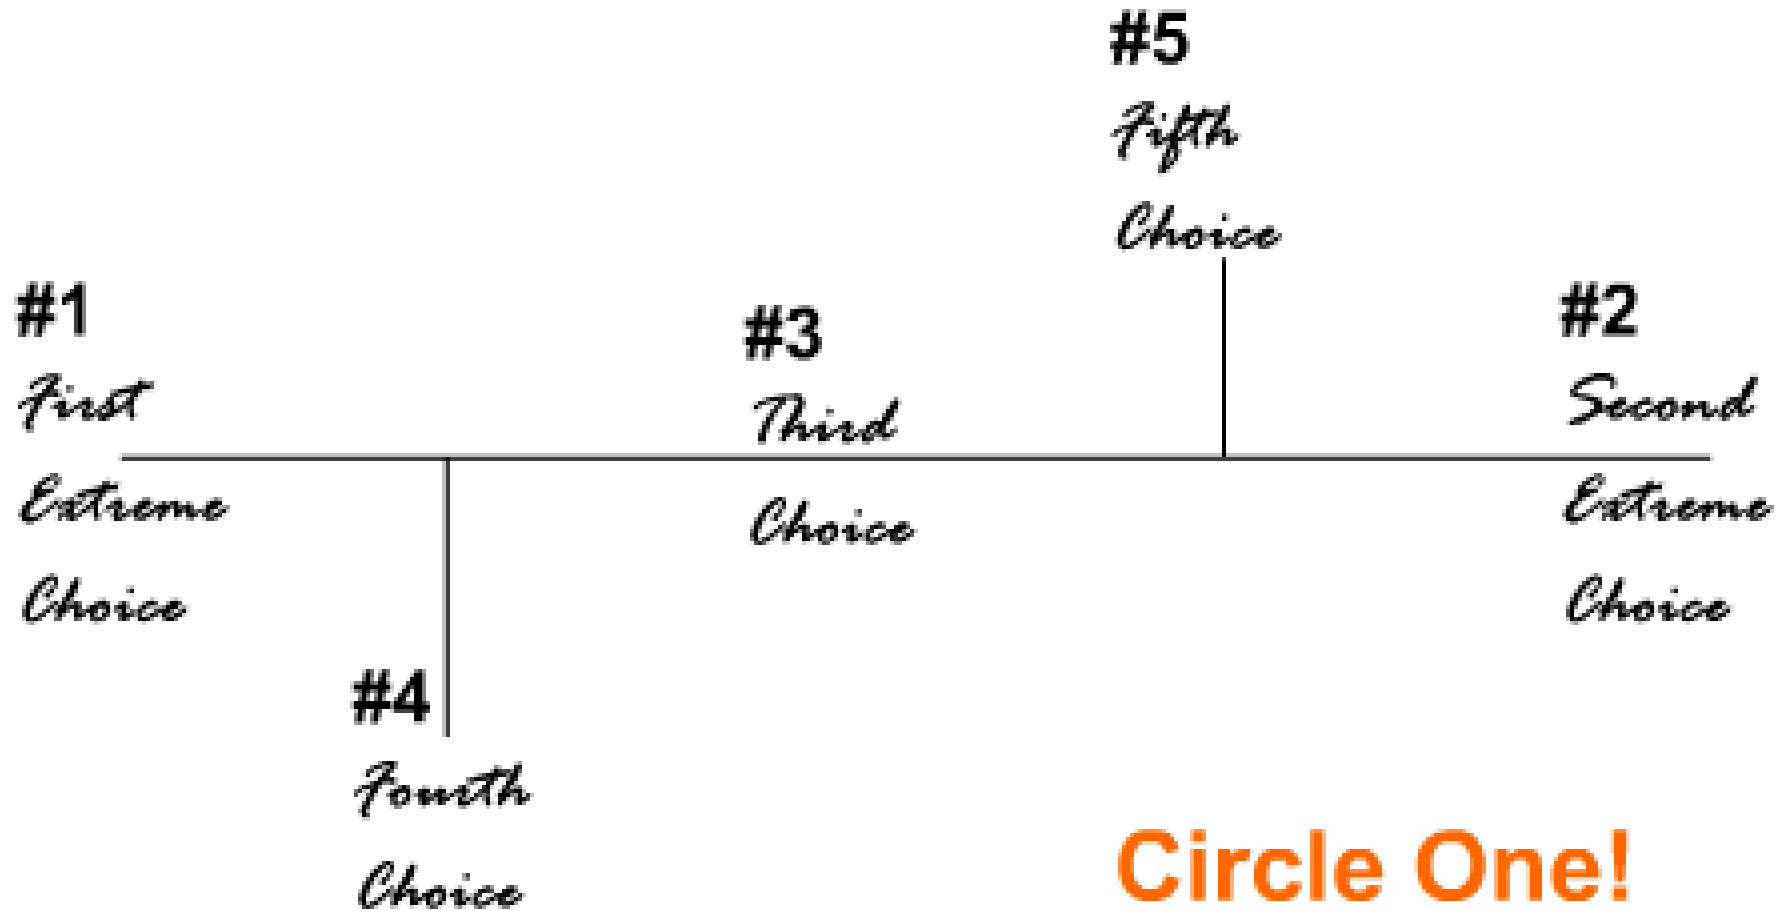 #1
First
Extreme
Choice
#4
Fourth
Choice
#3
Third
Choice
#5
Fifth
Choice
#2
Second
Extreme
Choice
Circle One!